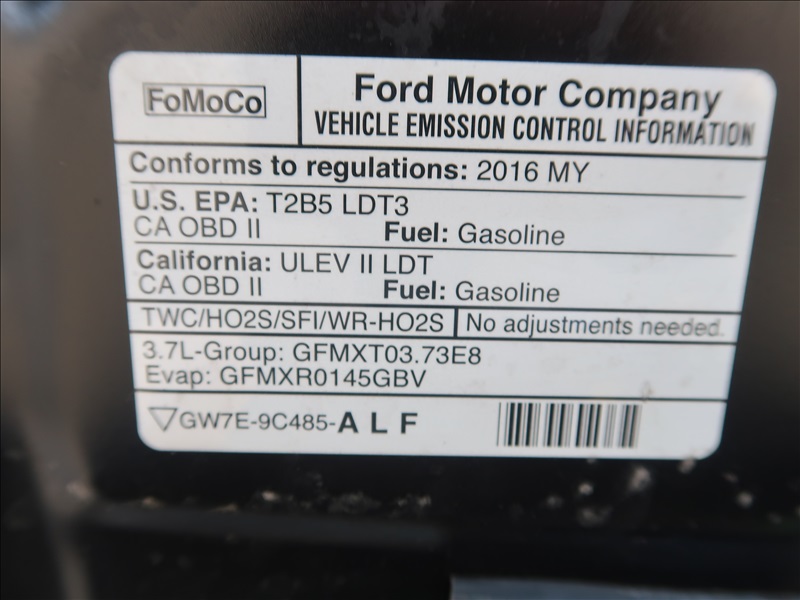 FoMoCo
Ford Motor Company
VEHICLE EMISSION CONTROL INFORMATION
Conforms to regulations: 2016 MY
U.S. EPA: T2B5 LDT3
CA OBD II Fuel: Gasoline
California: ULEV II LDT
CA OBD II Fuel: Gasoline
TWC/HO2S/SFI/WR-HO2S No adjustments needed.
3.7L-Group: GFMXT03.73E8
Evap: GFMXR0145GBV
GW7E-9C485-ALF